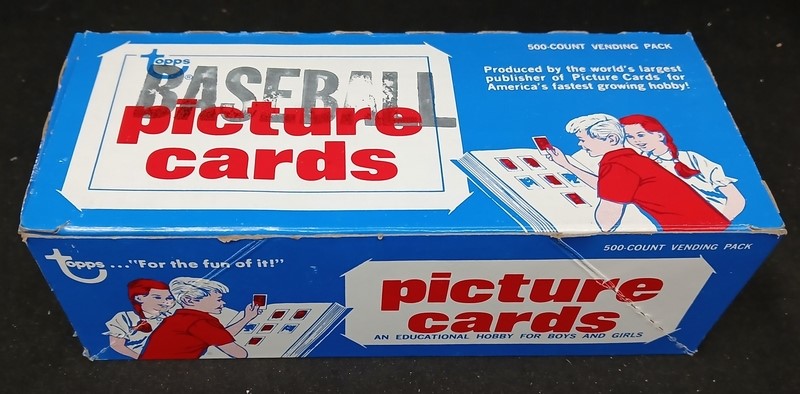 topps®
BASEBALL
picture
cards
500-COUNT VENDING PACK
Produced by the world's largest
publisher of Picture Cards for
America's fastest growing hobby!
topps..."For the fun of it!"
500-COUNT VENDING PACK
picture
cards
AN EDUCATIONAL HOBBY FOR BOYS AND GIRLS